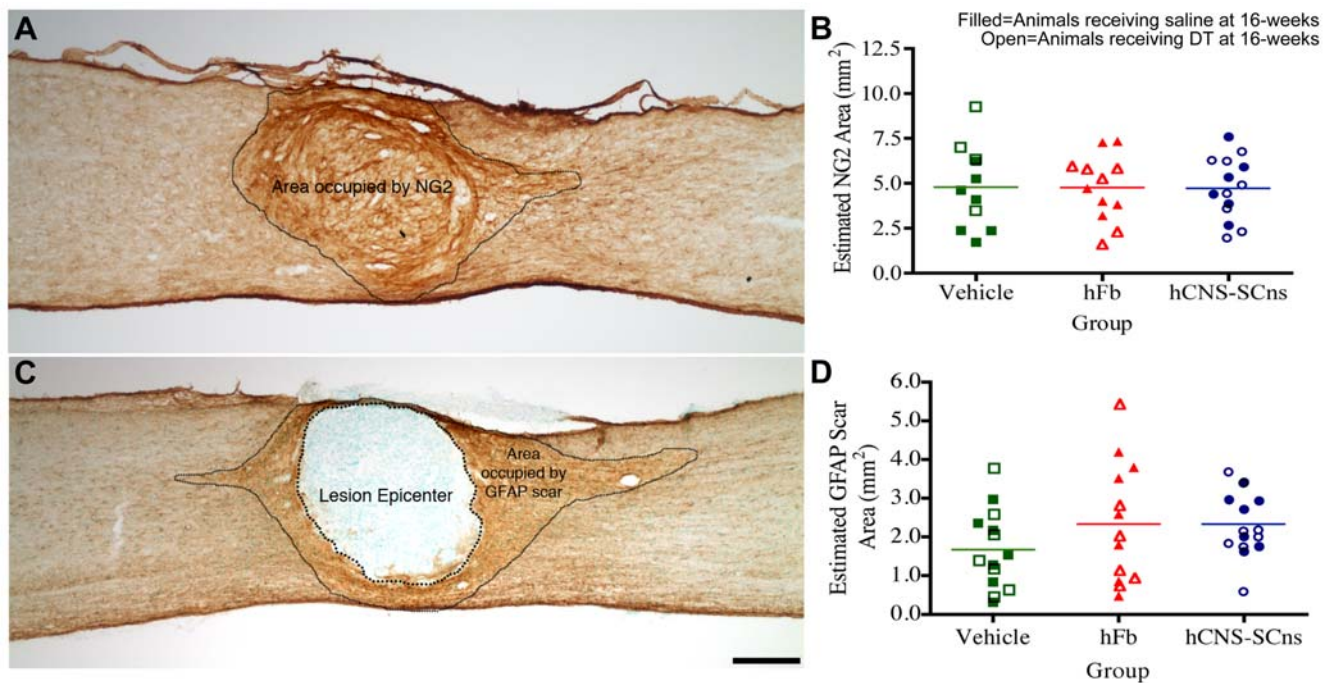 A
Area occupied by NG2
B
Filled=Animals receiving saline at 16-weeks
Open=Animals receiving DT at 16-weeks
Estimated NG2 Area (mm²)
12.5
10.0
7.5
5.0
2.5
0.0
Vehicle hFb hCNS-SCns
Group
C
Lesion Epicenter
Area
occupied by
GFAP scar
D
Estimated GFAP Scar
Area (mm²)
6.0
5.0
4.0
3.0
2.0
1.0
0.0
Vehicle hFb hCNS-SCns
Group